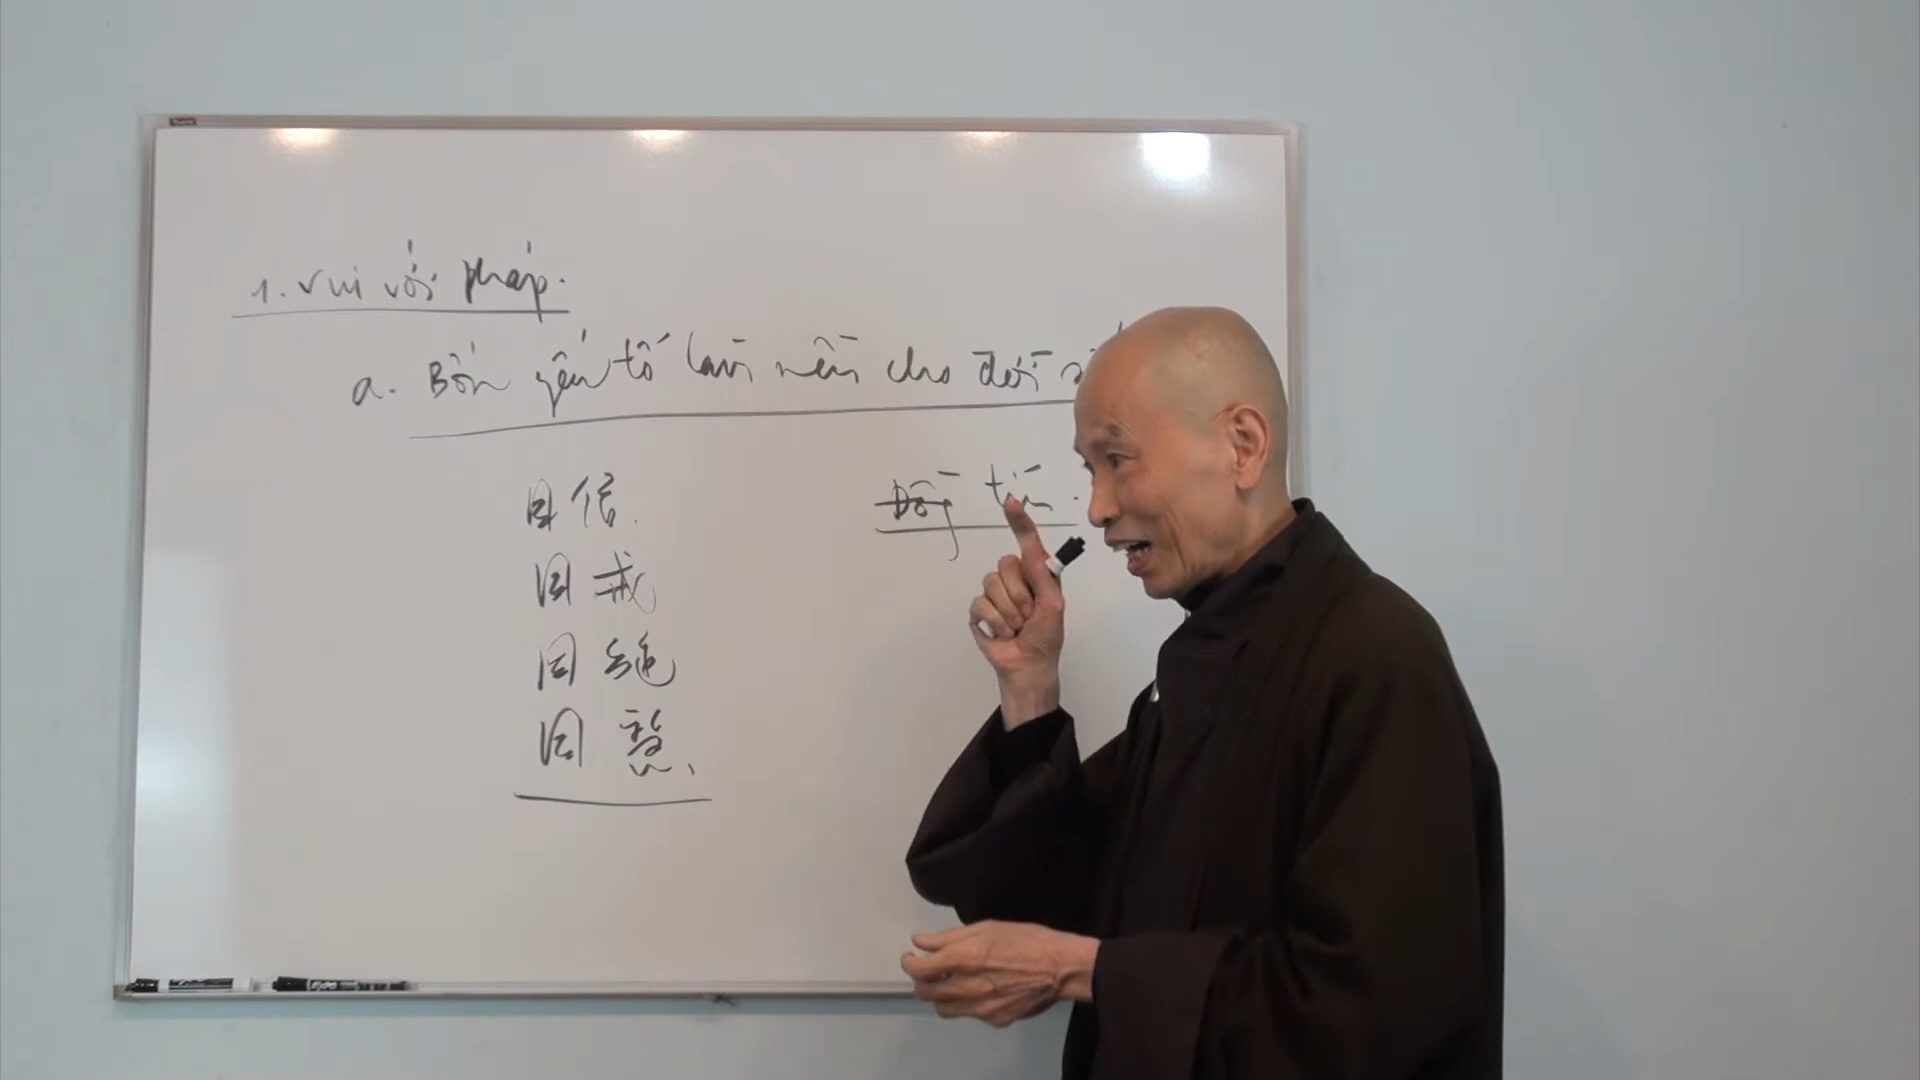 1. Vui với pháp.
a. Bốn yếu tố làm nền cho đời s
同 信.
同 戒
同 施
同 慧.
Đồng tín.